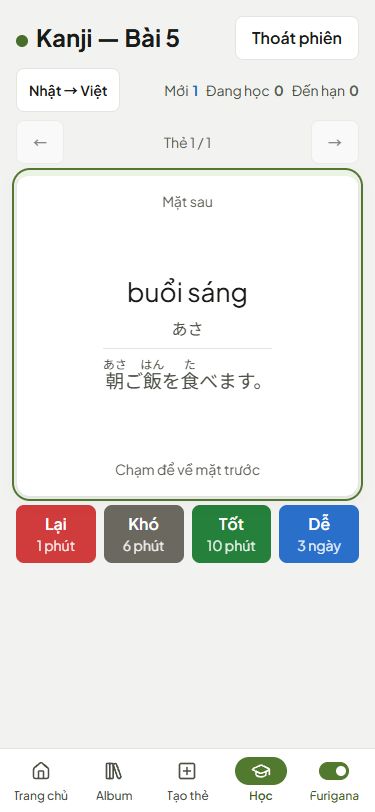 Kanji — Bài 5
Thoát phiên
Nhật → Việt
Mới 1 Đang học 0 Đến hạn 0
←
Thẻ 1 / 1
→
Mặt sau
buổi sáng
あさ
あさ はん た
朝ご飯を食べます。
Chạm để về mặt trước
Lại
1 phút
Khó
6 phút
Tốt
10 phút
Dễ
3 ngày
Trang chủ
Album
Tạo thẻ
Học
Furigana